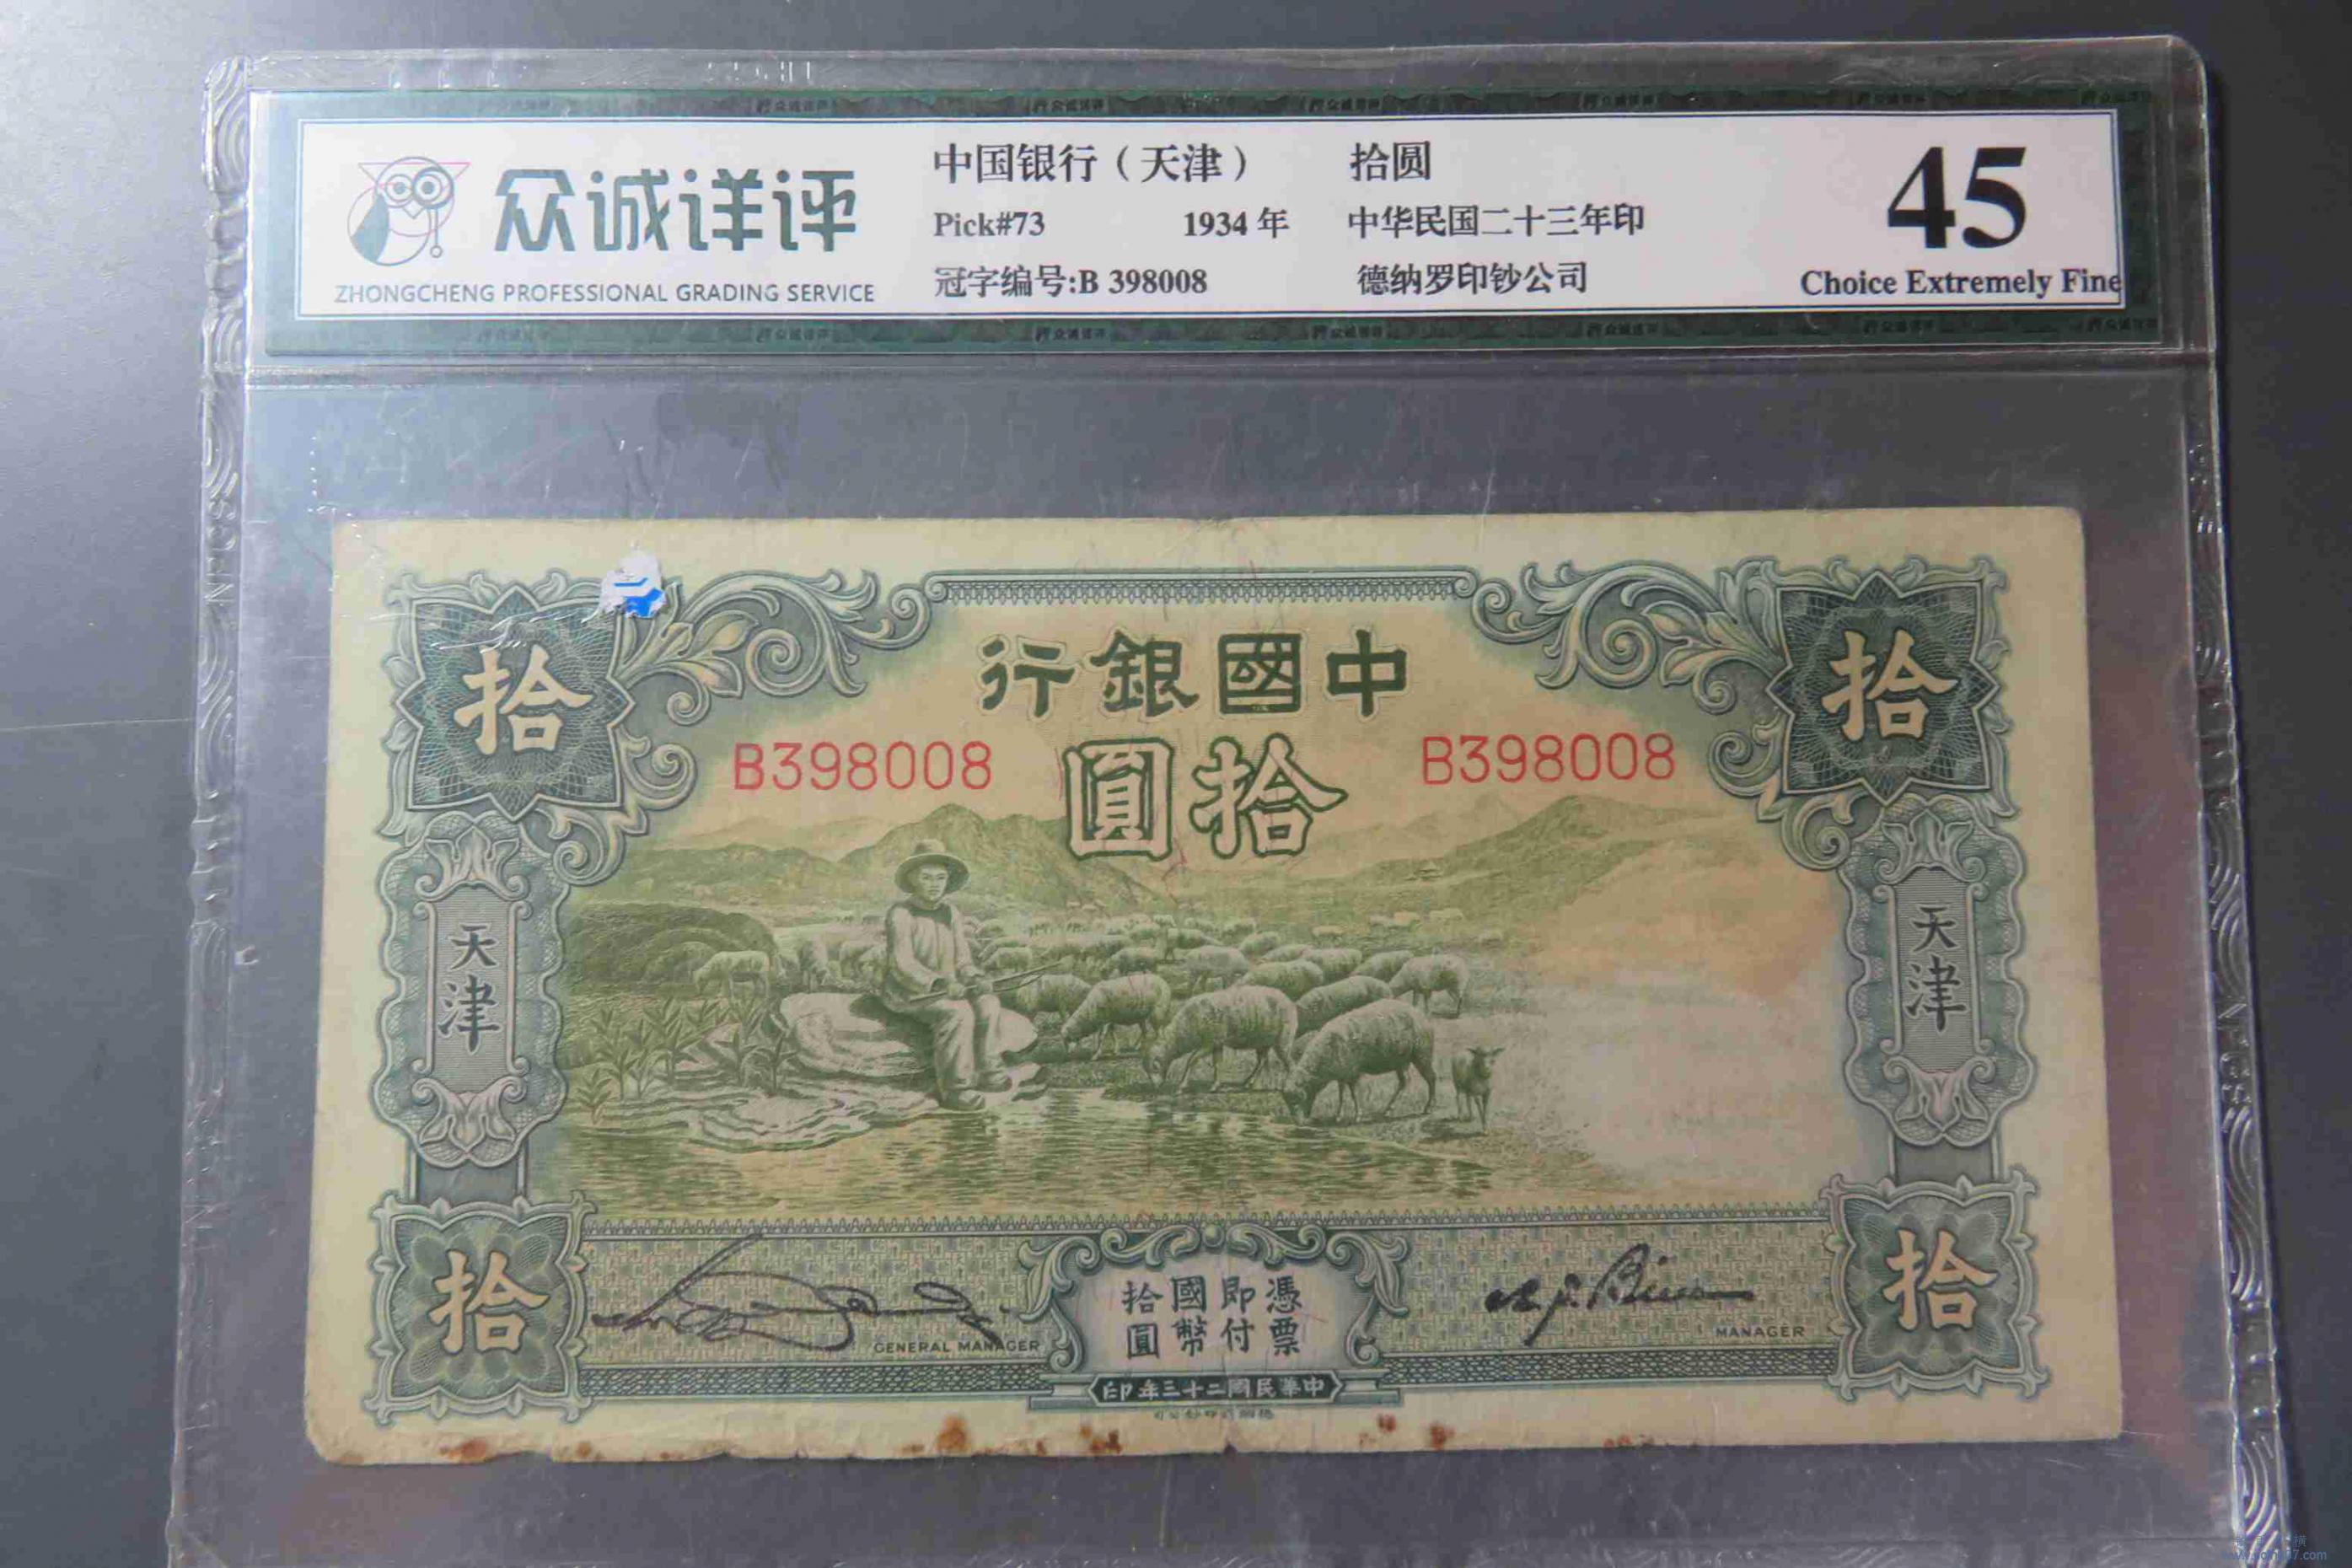 众诚详评
ZHONGCHENG PROFESSIONAL GRADING SERVICE
中国银行（天津） 拾圆
Pick#73 1934 年 中华民国二十三年印
冠字编号:B 398008 德纳罗印钞公司
45
Choice Extremely Fine
拾
拾
行銀國中
B398008
B398008
圓拾
天津
天津
拾
拾
憑票
即付
國幣
拾圓
GENERAL MANAGER
MANAGER
印年三十二國民華中